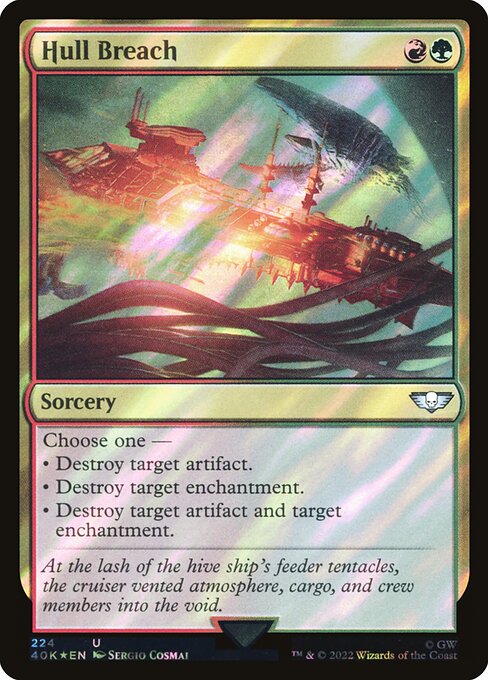 Hull Breach
Sorcery
Choose one —
• Destroy target artifact.
• Destroy target enchantment.
• Destroy target artifact and target
enchantment.
At the lash of the hive ship's feeder tentacles,
the cruiser vented atmosphere, cargo, and crew
members into the void.
224 U © GW
40K★EN Sergio Cosmai ™ & © 2022 Wizards of the Coast